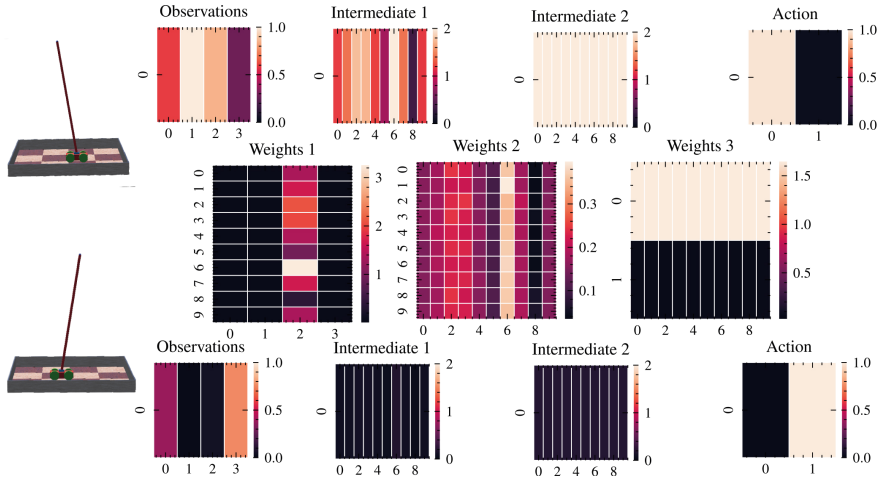 Observations Intermediate 1 Intermediate 2 Action
1.0 2 2 1.0
0 0.5 0 1 0 1 0 0.5
0.0 0 0 0.0
0 1 2 3 0 2 4 6 8 0 2 4 6 8 0 1
Weights 1 Weights 2 Weights 3
0 1 2 3 4 5 6 7 8 9 3 2 1 0 1 2 3 4 5 6 7 8 9 0.3 0.2 0.1 0 1 1.5 1.0 0.5
0 1 2 3 0 2 4 6 8 0 2 4 6 8
Observations Intermediate 1 Intermediate 2 Action
1.0 2 2 1.0
0 0.5 0 1 0 1 0 0.5
0.0 0 0 0.0
0 1 2 3 0 2 4 6 8 0 2 4 6 8 0 1